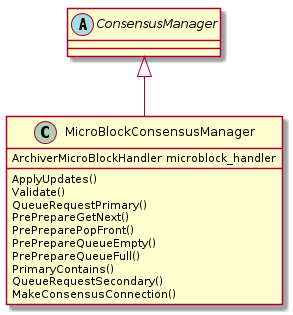 A ConsensusManager
C MicroBlockConsensusManager
ArchiverMicroBlockHandler microblock_handler
ApplyUpdates()
Validate()
QueueRequestPrimary()
PrePrepareGetNext()
PrePreparePopFront()
PrePrepareQueueEmpty()
PrePrepareQueueFull()
PrimaryContains()
QueueRequestSecondary()
MakeConsensusConnection()